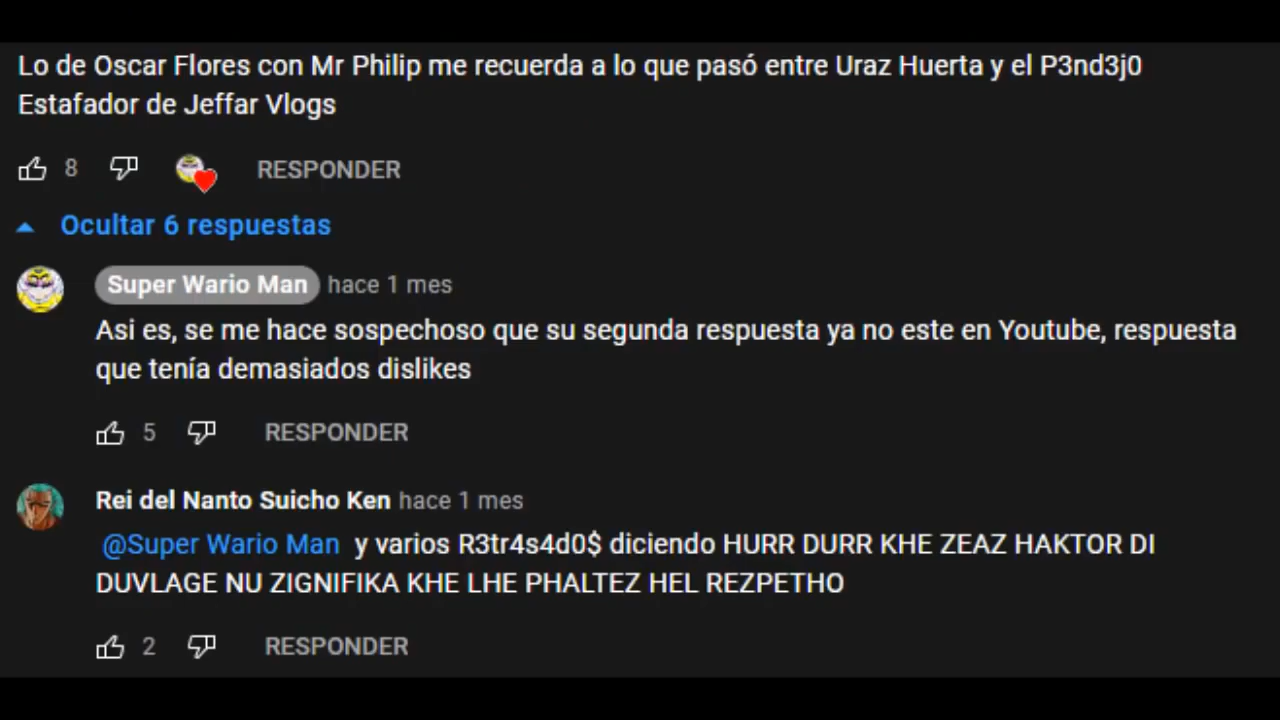 Lo de Oscar Flores con Mr Philip me recuerda a lo que pasó entre Uraz Huerta y el P3nd3j0
Estafador de Jeffar Vlogs
8 RESPONDER
Ocultar 6 respuestas
Super Wario Man hace 1 mes
Asi es, se me hace sospechoso que su segunda respuesta ya no este en Youtube, respuesta
que tenía demasiados dislikes
5 RESPONDER
Rei del Nanto Suicho Ken hace 1 mes
@Super Wario Man y varios R3tr4s4d0$ diciendo HURR DURR KHE ZEAZ HAKTOR DI
DUVLAGE NU ZIGNIFIKA KHE LHE PHALTEZ HEL REZPETHO
2 RESPONDER